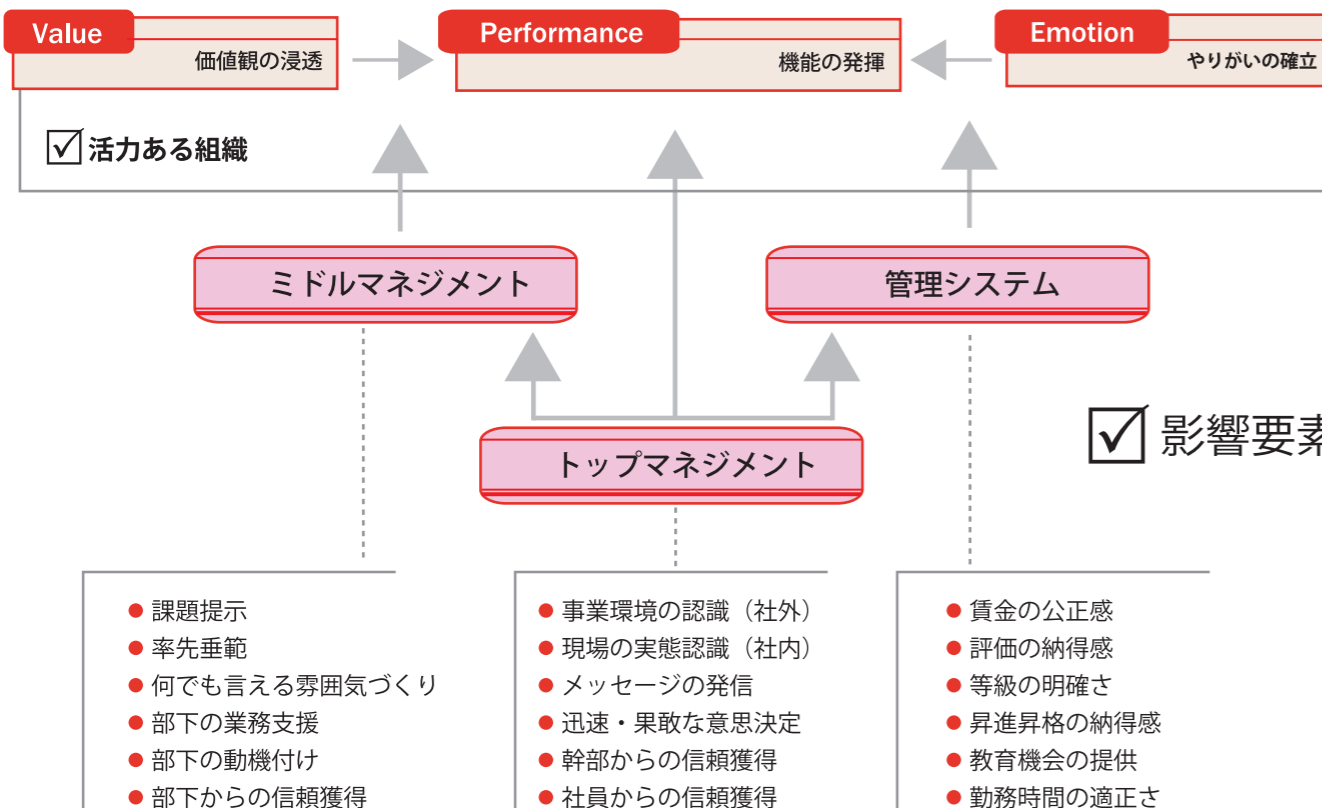 Value
価値観の浸透
Performance
機能の発揮
Emotion
やりがいの確立
活力ある組織
ミドルマネジメント
管理システム
トップマネジメント
影響要素
● 課題提示
● 率先垂範
● 何でも言える雰囲気づくり
● 部下の業務支援
● 部下の動機付け
● 部下からの信頼獲得
● 事業環境の認識（社外）
● 現場の実態認識（社内）
● メッセージの発信
● 迅速・果敢な意思決定
● 幹部からの信頼獲得
● 社員からの信頼獲得
● 賃金の公正感
● 評価の納得感
● 等級の明確さ
● 昇進昇格の納得感
● 教育機会の提供
● 勤務時間の適正さ